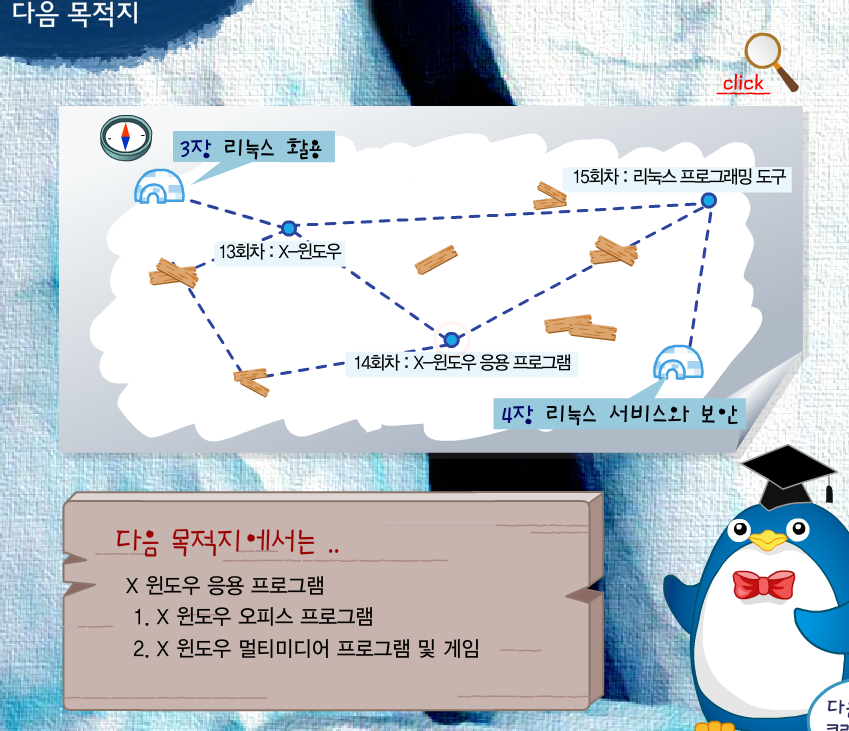 다음 목적지
click
3장 리눅스 활용
15회차 : 리눅스 프로그래밍 도구
13회차 : X-윈도우
14회차 : X-윈도우 응용 프로그램
4장 리눅스 서비스와 보안
다음 목적지에서는 ..
X 윈도우 응용 프로그램
1. X 윈도우 오피스 프로그램
2. X 윈도우 멀티미디어 프로그램 및 게임